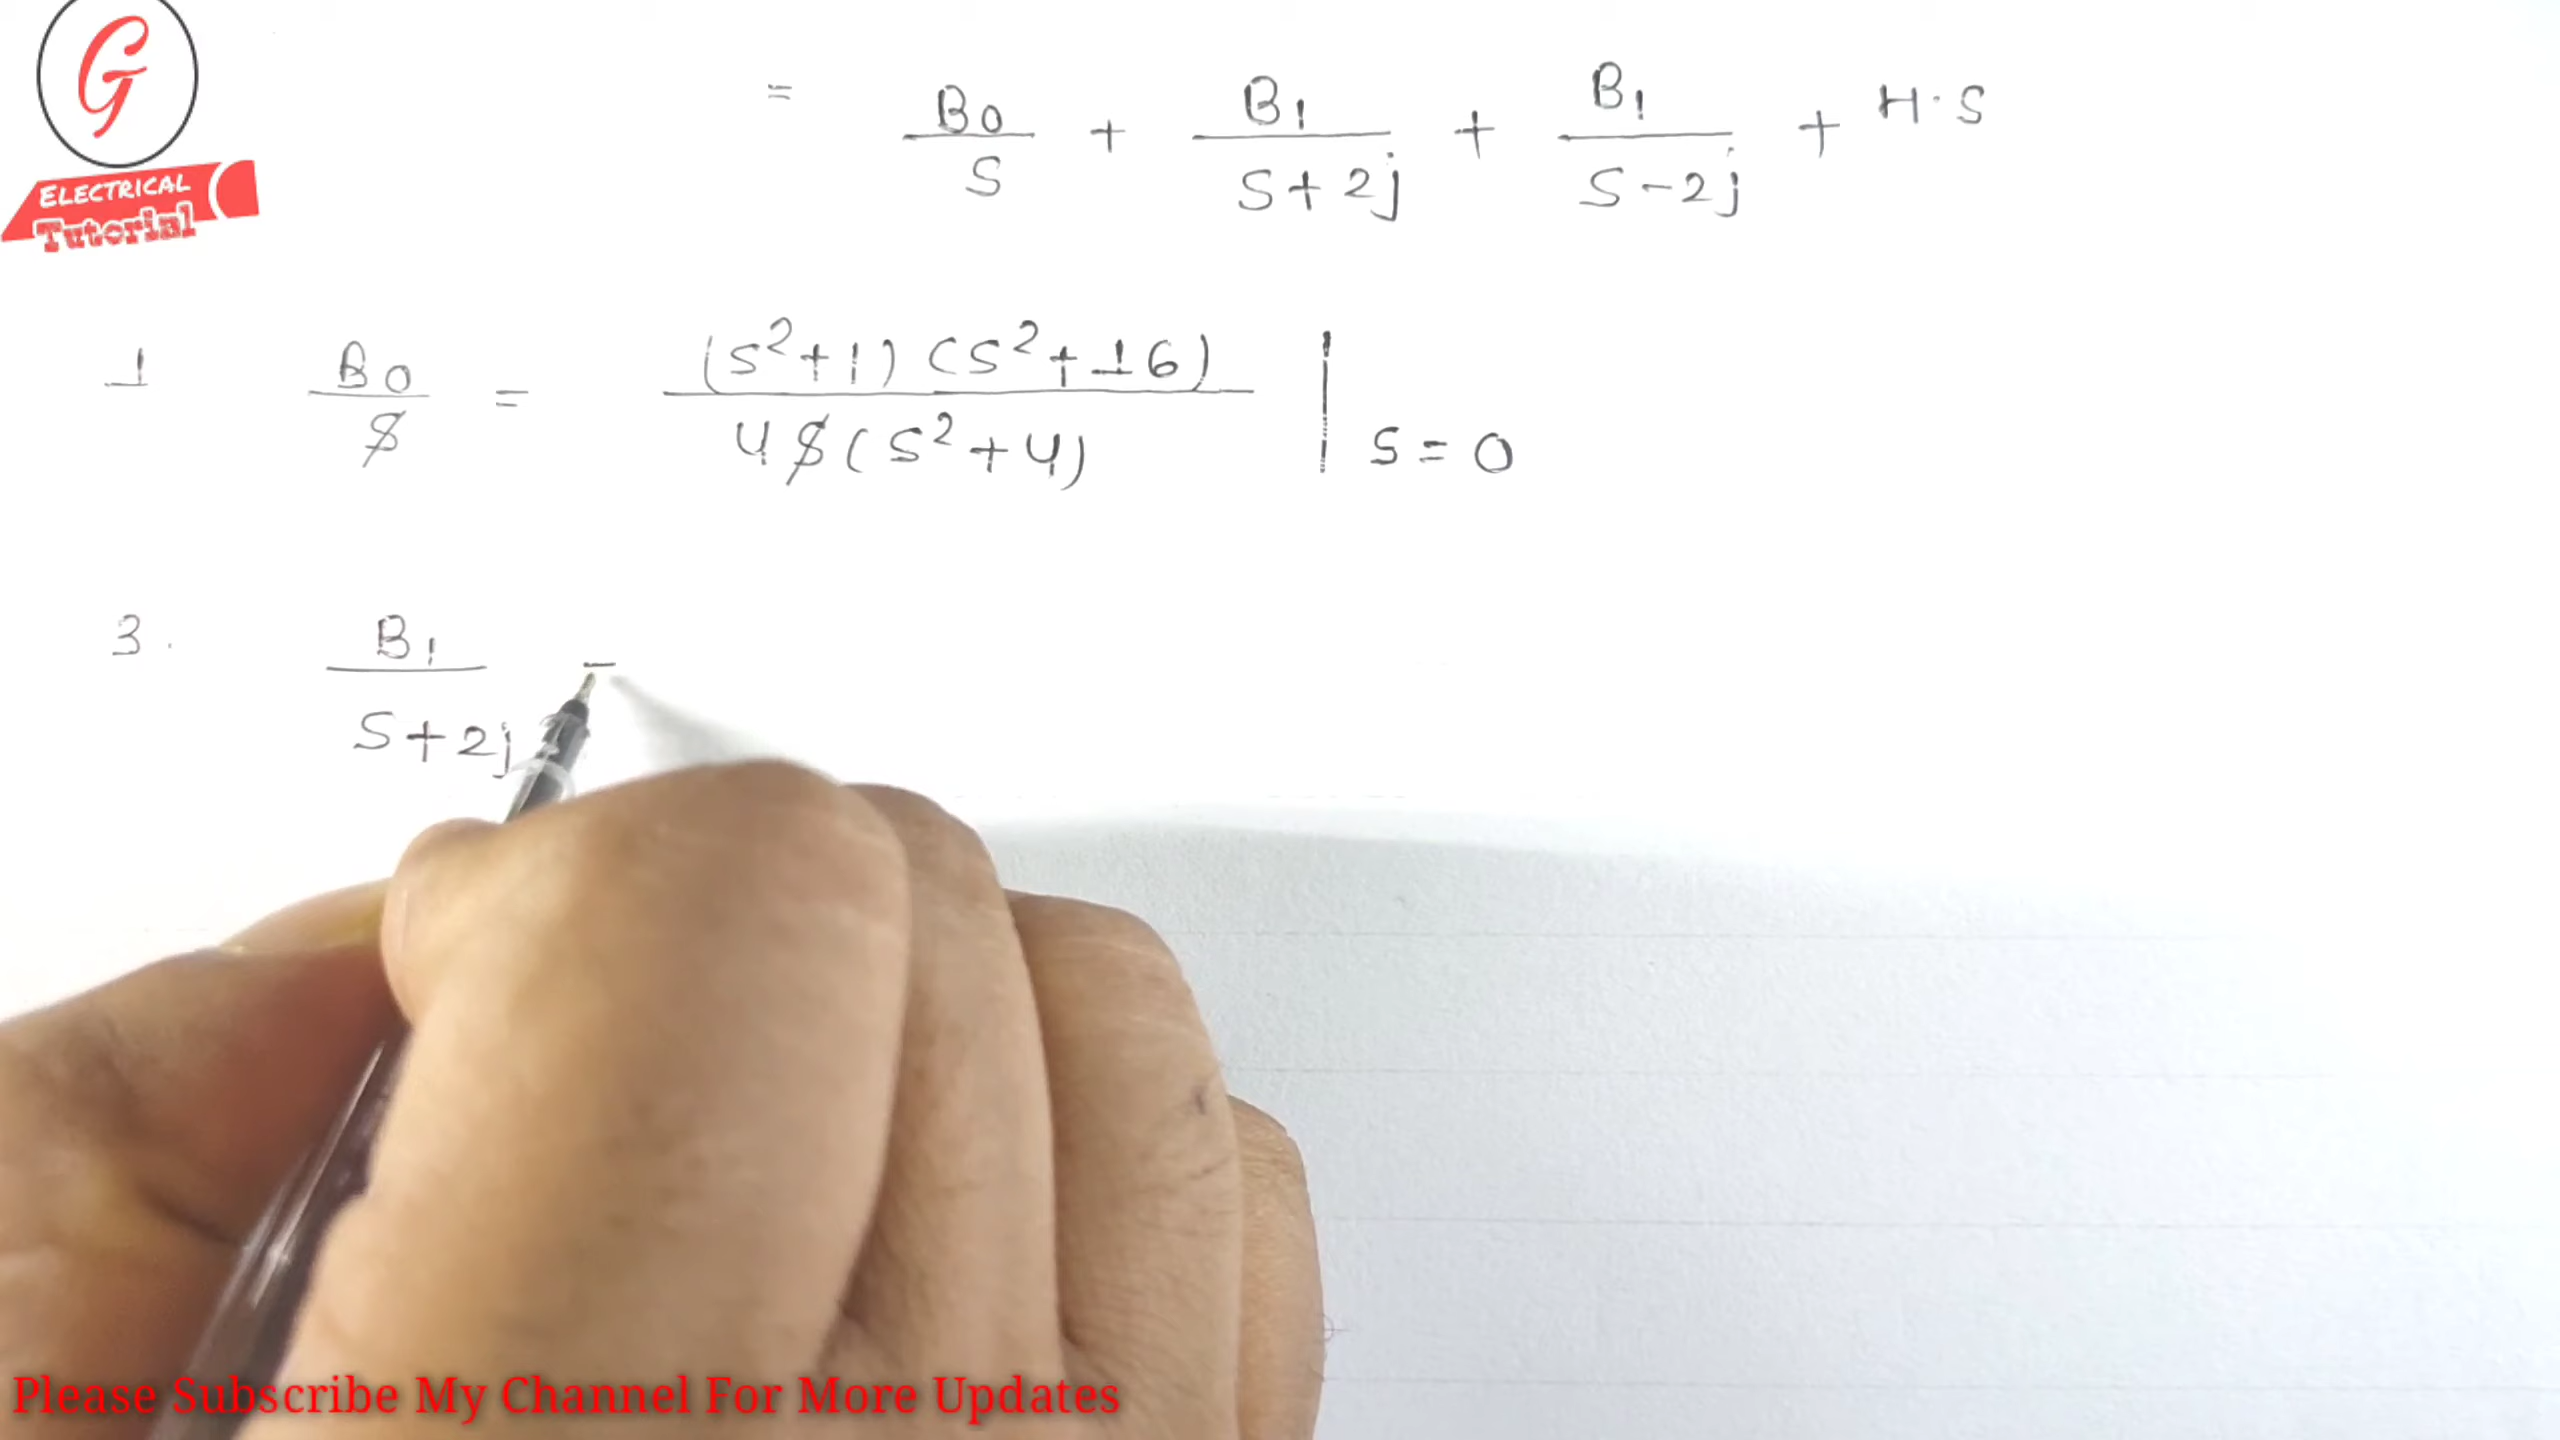 G
ELECTRICAL
Tutorial
= B0/S + B1/S+2j + B1/S-2j + H·S
1 B0/S = (S²+1)(S²+16)/4S(S²+4) | S=0
3. B1/S+2j
Please Subscribe My Channel For More Updates